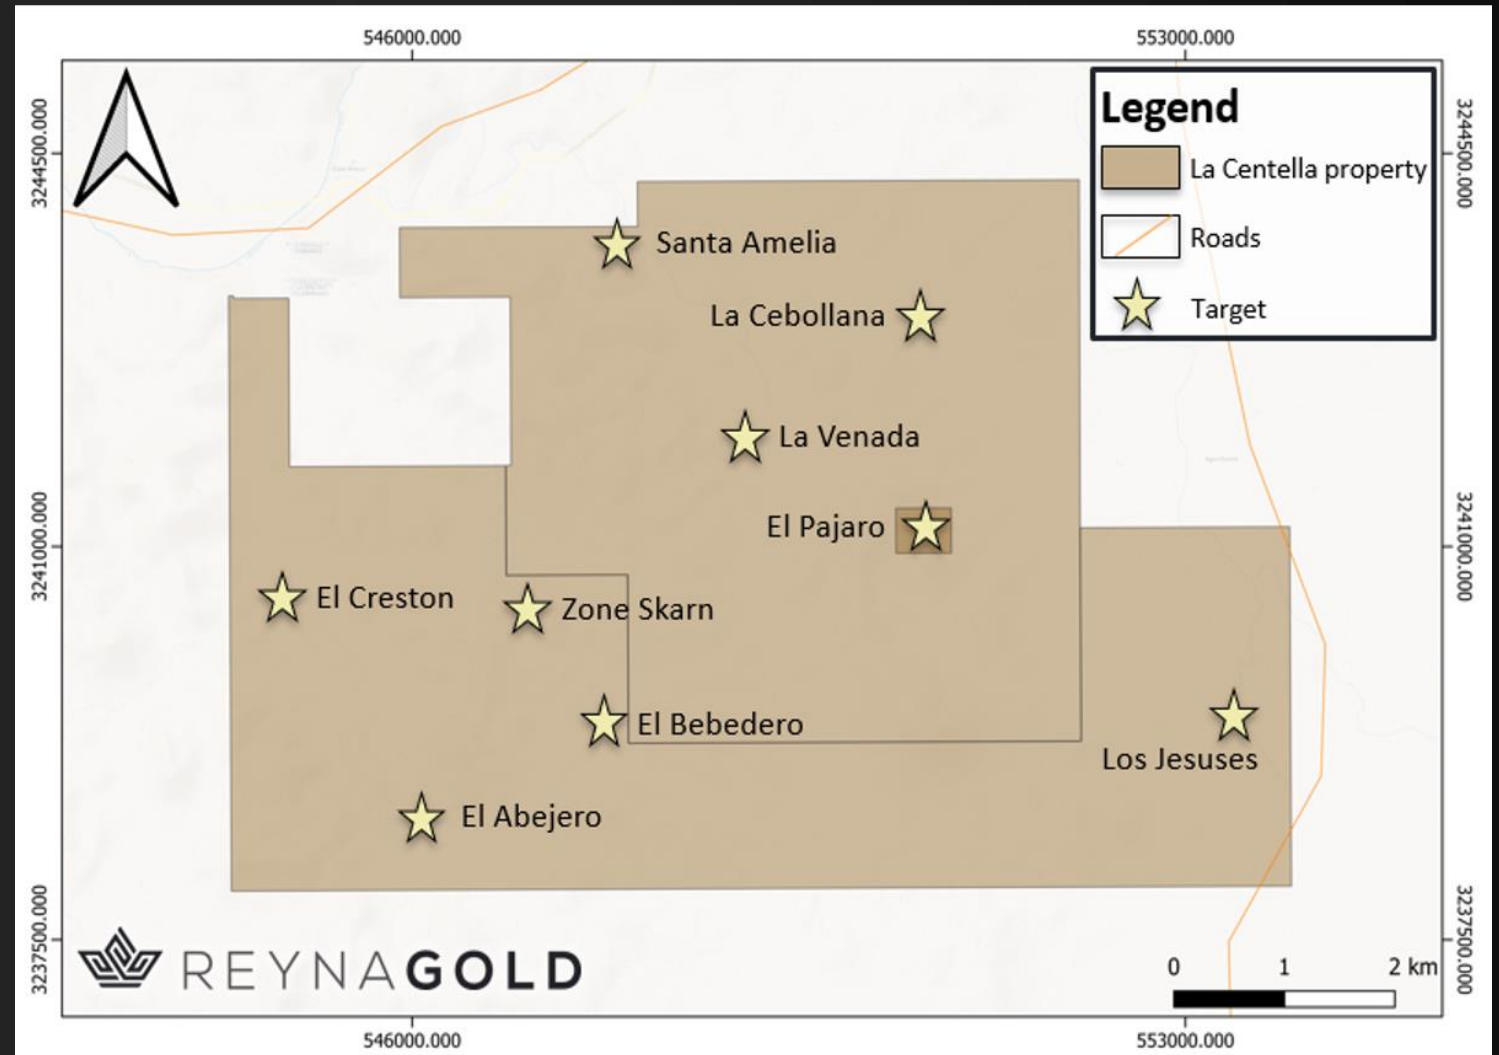 546000.000
553000.000
3244500.000
3244500.000
Legend
La Centella property
Roads
Target
Santa Amelia
La Cebollana
La Venada
El Pajaro
3241000.000
3241000.000
El Creston
Zone Skarn
El Bebedero
Los Jesuses
El Abejero
3237500.000
3237500.000
REYNAGOLD
0 1 2 km
546000.000
553000.000